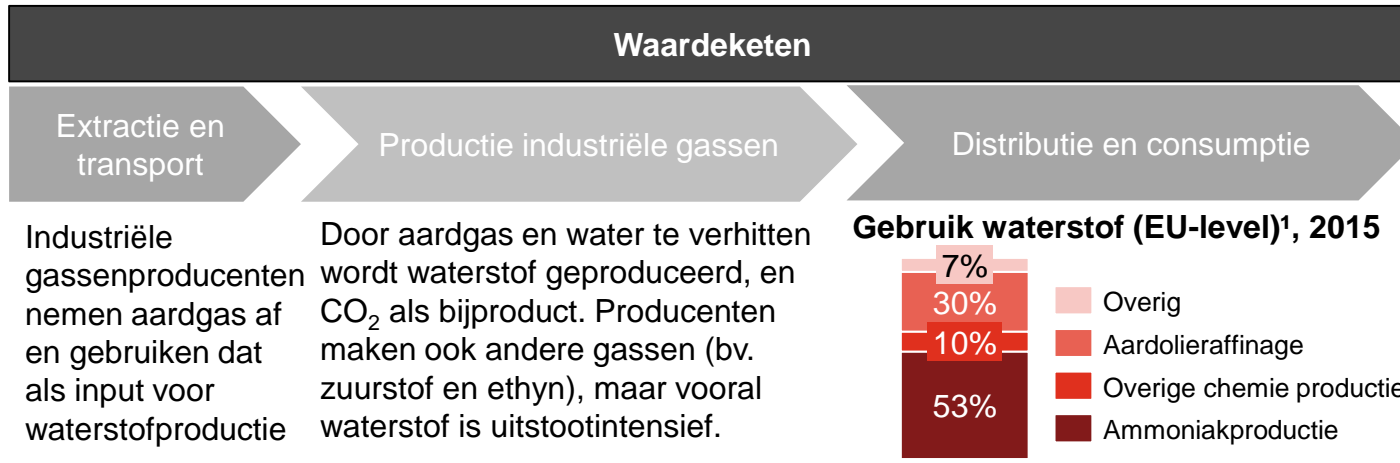 Waardeketen
Extractie en
transport
Productie industriële gassen
Distributie en consumptie
Industriële
gassenproducenten
nemen aardgas af
en gebruiken dat
als input voor
waterstofproductie
Door aardgas en water te verhitten
wordt waterstof geproduceerd, en
CO₂ als bijproduct. Producenten
maken ook andere gassen (bv.
zuurstof en ethyn), maar vooral
waterstof is uitstootintensief.
Gebruik waterstof (EU-level)¹, 2015
7%
30%
10%
53%
Overig
Aardolieraffinage
Overige chemie productie
Ammoniakproductie